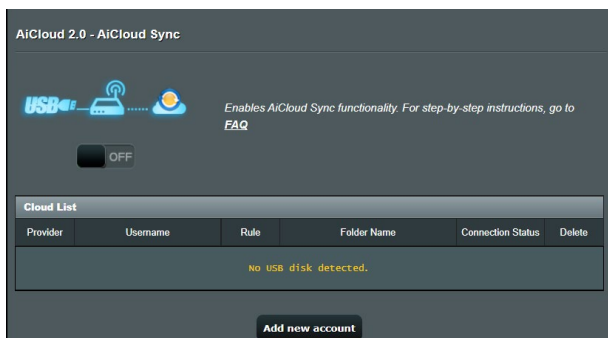 AiCloud 2.0 - AiCloud Sync
USB
Enables AiCloud Sync functionality. For step-by-step instructions, go to
FAQ
OFF
Cloud List
Provider Username Rule Folder Name Connection Status Delete
No USB disk detected.
Add new account